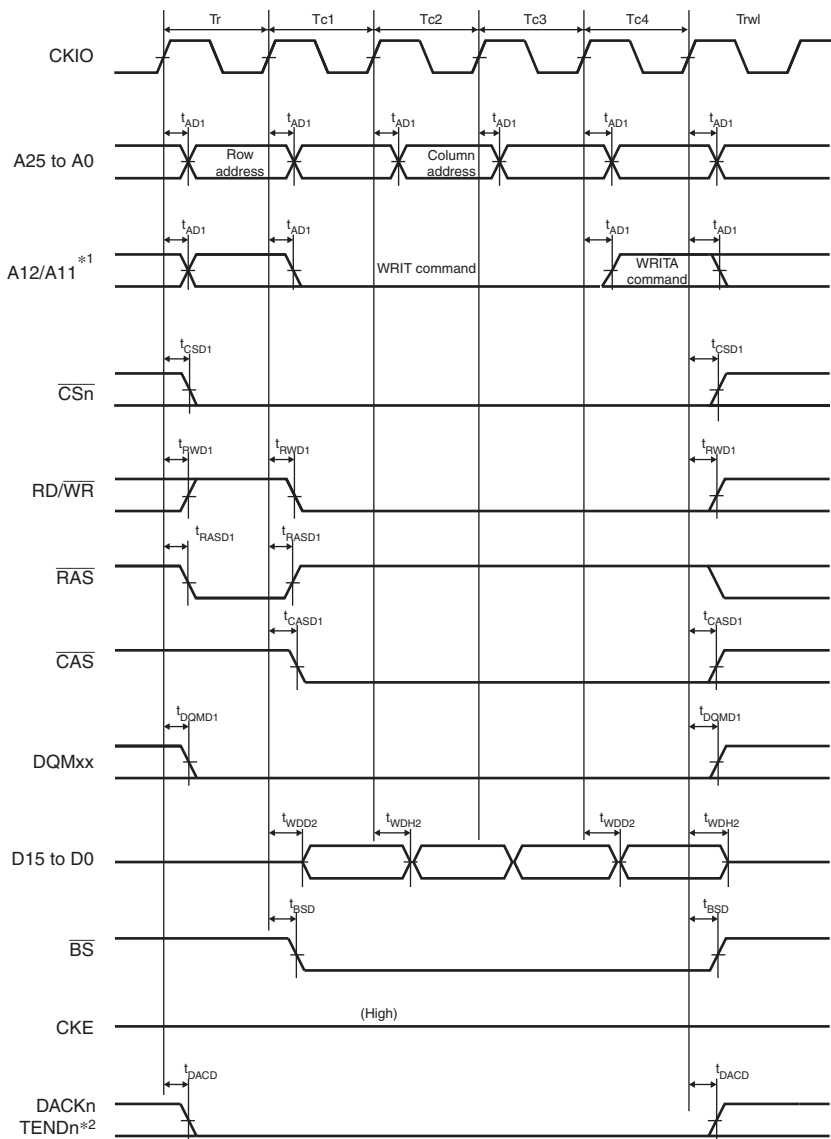 Tr Tc1 Tc2 Tc3 Tc4 Trwl
CKIO
tAD1 tAD1 tAD1 tAD1 tAD1 tAD1
A25 to A0
Row
address
Column
address
tAD1 tAD1 tAD1 tAD1
A12/A11 *1
WRIT command
WRITA
command
tCSD1 tCSD1
CSn
tRWD1 tRWD1 tRWD1
RD/WR
tRASD1 tRASD1
RAS
tCASD1 tCASD1
CAS
tDQMD1 tDQMD1
DQMxx
tWDD2 tWDH2 tWDD2 tWDH2
D15 to D0
tBSD tBSD
BS
(High)
CKE
tDACD tDACD
DACKn
TENDn*2